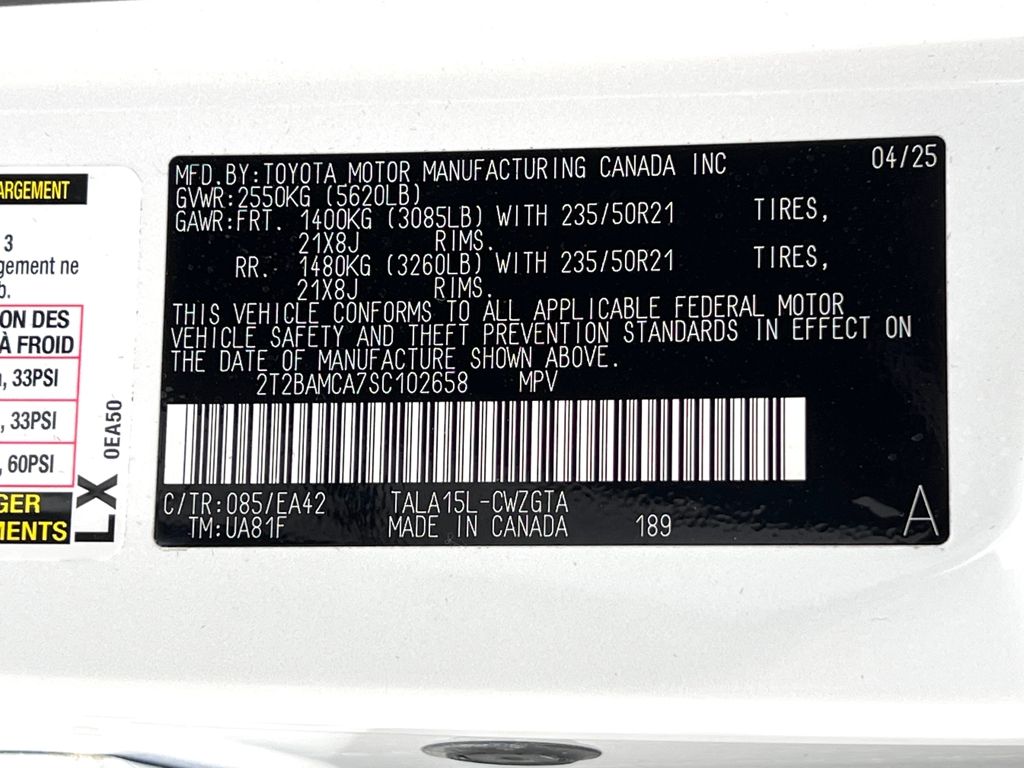 ARGEMENT
3
gement ne
b.
ON DES
À FROID
, 33PSI
, 33PSI
, 60PSI
GER
MENTS
LX 0EA50
MFD.BY:TOYOTA MOTOR MANUFACTURING CANADA INC 04/25
GVWR:2550KG (5620LB)
GAWR:FRT. 1400KG (3085LB) WITH 235/50R21 TIRES,
21X8J RIMS.
RR. 1480KG (3260LB) WITH 235/50R21 TIRES,
21X8J RIMS.
THIS VEHICLE CONFORMS TO ALL APPLICABLE FEDERAL MOTOR
VEHICLE SAFETY AND THEFT PREVENTION STANDARDS IN EFFECT ON
THE DATE OF MANUFACTURE SHOWN ABOVE.
2T2BAMCA7SC102658 MPV
C/TR:085/EA42 TALA15L-CWZGTA
TM:UA81F MADE IN CANADA 189 A